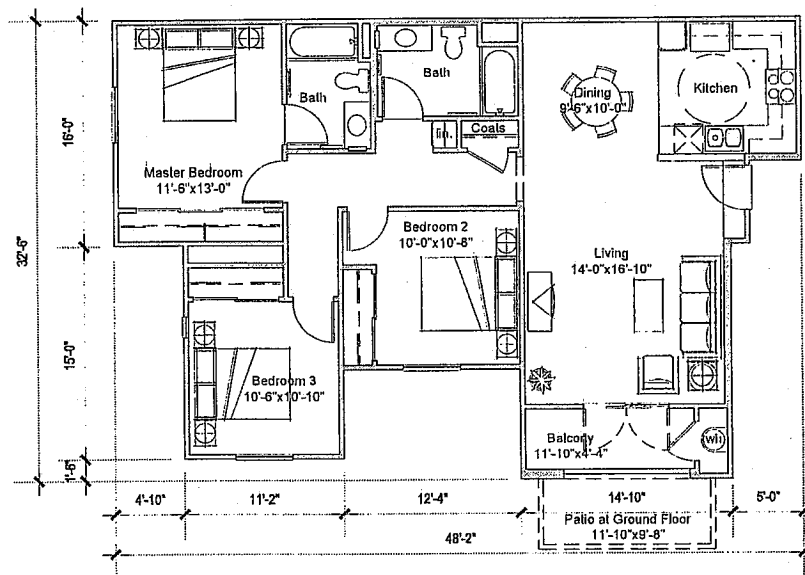 Bath
Bath
Dining
9'-6"x10'-0"
Kitchen
lin.
Coals
Master Bedroom
11'-6"x13'-0"
Bedroom 2
10'-0"x10'-8"
Living
14'-0"x16'-10"
Bedroom 3
10'-6"x10'-10"
Balcony
11'-10"x4'-4"
WH
16'-0"
32'-6"
15'-0"
1'-6"
4'-10"
11'-2"
12'-4"
14'-10"
5'-0"
Patio at Ground Floor
11'-10"x9'-8"
48'-2"